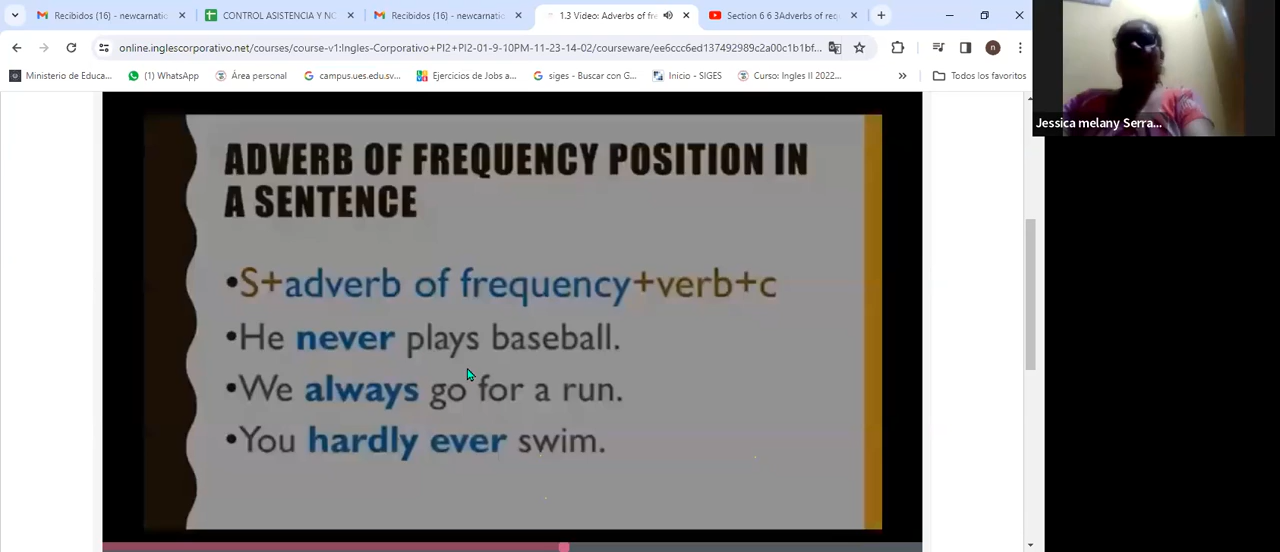 Recibidos (16) - newcarnatio
CONTROL ASISTENCIA Y NC
Recibidos (16) - newcarnatio
1.3 Video: Adverbs of fre
Section 6 6 3Adverbs of req
online.inglescorporativo.net/courses/course-v1:Ingles-Corporativo+PI2+PI2-01-9-10PM-11-23-14-02/courseware/ee6ccc6ed137492989c2a00c1b1bf...
Ministerio de Educa...
(1) WhatsApp
Área personal
campus.ues.edu.sv...
Ejercicios de Jobs a...
siges - Buscar con G...
Inicio - SIGES
Curso: Ingles II 2022...
Todos los favoritos
Jessica melany Serra...
ADVERB OF FREQUENCY POSITION IN
A SENTENCE
•S+adverb of frequency+verb+c
•He never plays baseball.
•We always go for a run.
•You hardly ever swim.